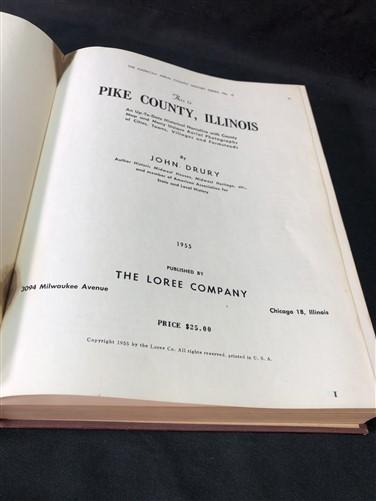 THE AMERICAN AERIAL COUNTY HISTORY SERIES NO.
This is
PIKE COUNTY, ILLINOIS
An Up-To-Date Historical Narrative with County
Map and Many Unique Aerial Photographs
of Cities, Towns, Villages and Farmsteads
By
JOHN DRURY
Author Historic Midwest Houses, Midwest Heritage, etc.,
and member of American Association for
State and Local History
1955
PUBLISHED BY
THE LOREE COMPANY
3094 Milwaukee Avenue
Chicago 18, Illinois
PRICE $25.00
Copyright 1955 by the Loree Co. All rights reserved, printed in U. S. A.
1